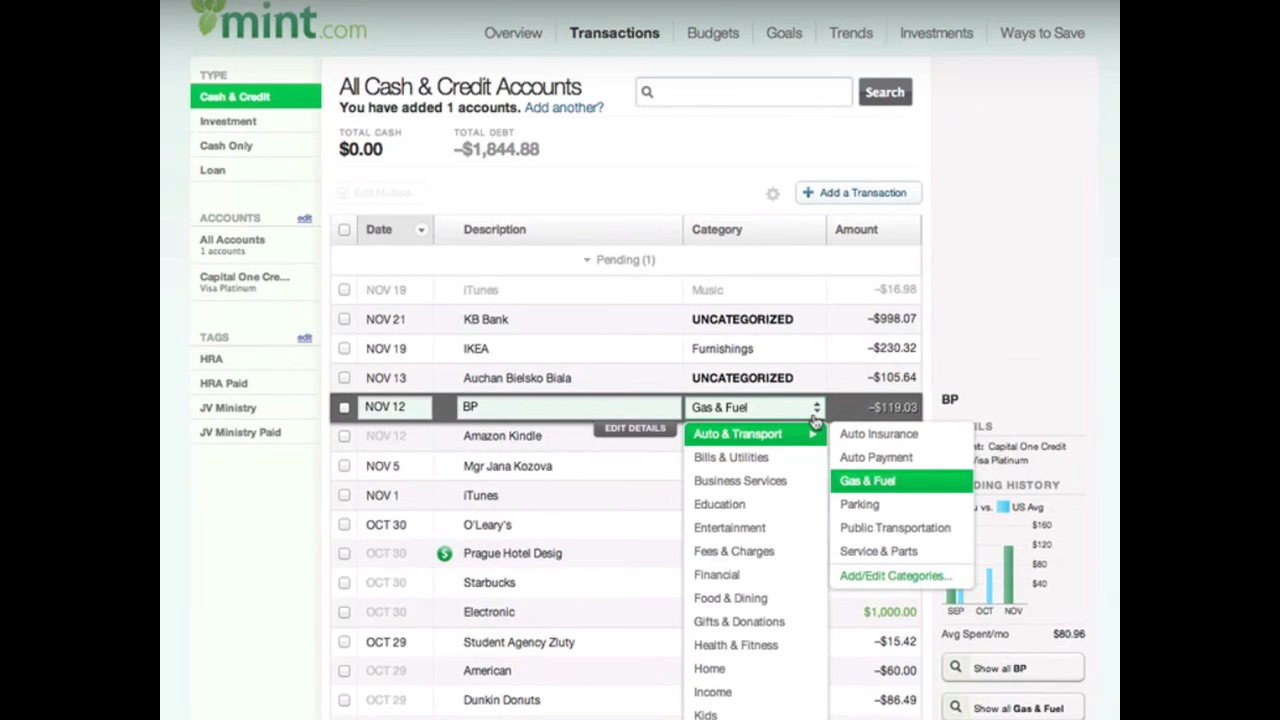 mint.com
Overview Transactions Budgets Goals Trends Investments Ways to Save
TYPE
Cash & Credit
Investment
Cash Only
Loan
ACCOUNTS edit
All Accounts
1 accounts
Capital One Cre...
Visa Platinum
TAGS edit
HRA
HRA Paid
JV Ministry
JV Ministry Paid
All Cash & Credit Accounts
Search
You have added 1 accounts. Add another?
TOTAL CASH TOTAL DEBT
$0.00 –$1,844.88
Edit Multiple
+ Add a Transaction
Date Description Category Amount
Pending (1)
NOV 19 iTunes Music –$16.98
NOV 21 KB Bank UNCATEGORIZED –$998.07
NOV 19 IKEA Furnishings –$230.32
NOV 13 Auchan Bielsko Biala UNCATEGORIZED –$105.64
NOV 12 BP Gas & Fuel –$119.03
EDIT DETAILS
NOV 12 Amazon Kindle
NOV 5 Mgr Jana Kozova
NOV 1 iTunes
OCT 30 O'Leary's
OCT 30 $ Prague Hotel Desig
OCT 30 Starbucks
OCT 30 Electronic $1,000.00
OCT 29 Student Agency Zluty –$15.42
OCT 29 American –$60.00
OCT 29 Dunkin Donuts –$86.49
Auto & Transport
Bills & Utilities
Business Services
Education
Entertainment
Fees & Charges
Financial
Food & Dining
Gifts & Donations
Health & Fitness
Home
Income
Kids
Auto Insurance
Auto Payment
Gas & Fuel
Parking
Public Transportation
Service & Parts
Add/Edit Categories...
BP
ILS
nt: Capital One Credit
Visa Platinum
DING HISTORY
u vs. US Avg
$160
$120
$80
$40
SEP OCT NOV
Avg Spent/mo $80.96
Show all BP
Show all Gas & Fuel